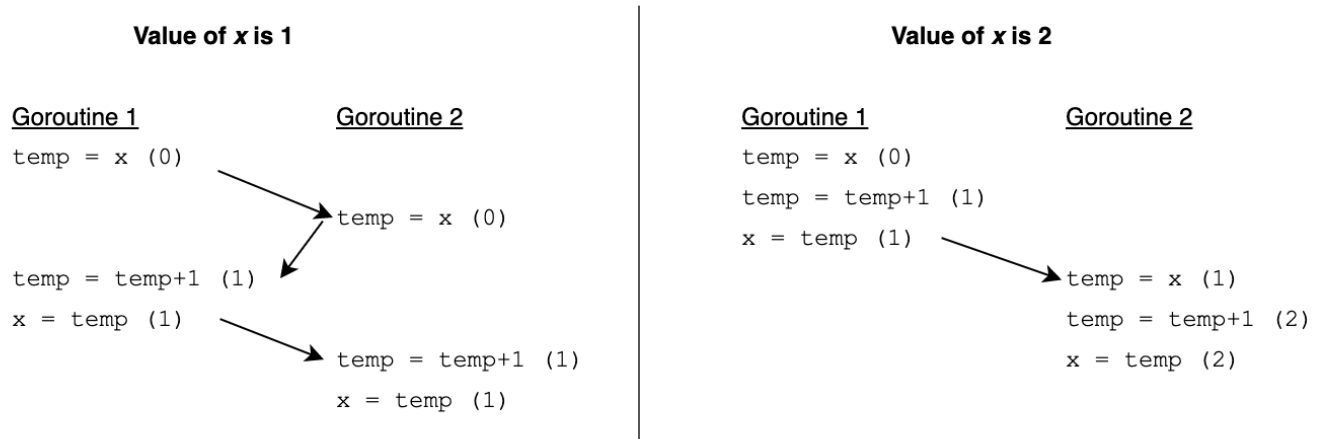 Value of x is 1
Goroutine 1
Goroutine 2
temp = x (0)
temp = x (0)
temp = temp+1 (1)
x = temp (1)
temp = temp+1 (1)
x = temp (1)
Value of x is 2
Goroutine 1
Goroutine 2
temp = x (0)
temp = temp+1 (1)
x = temp (1)
temp = x (1)
temp = temp+1 (2)
x = temp (2)